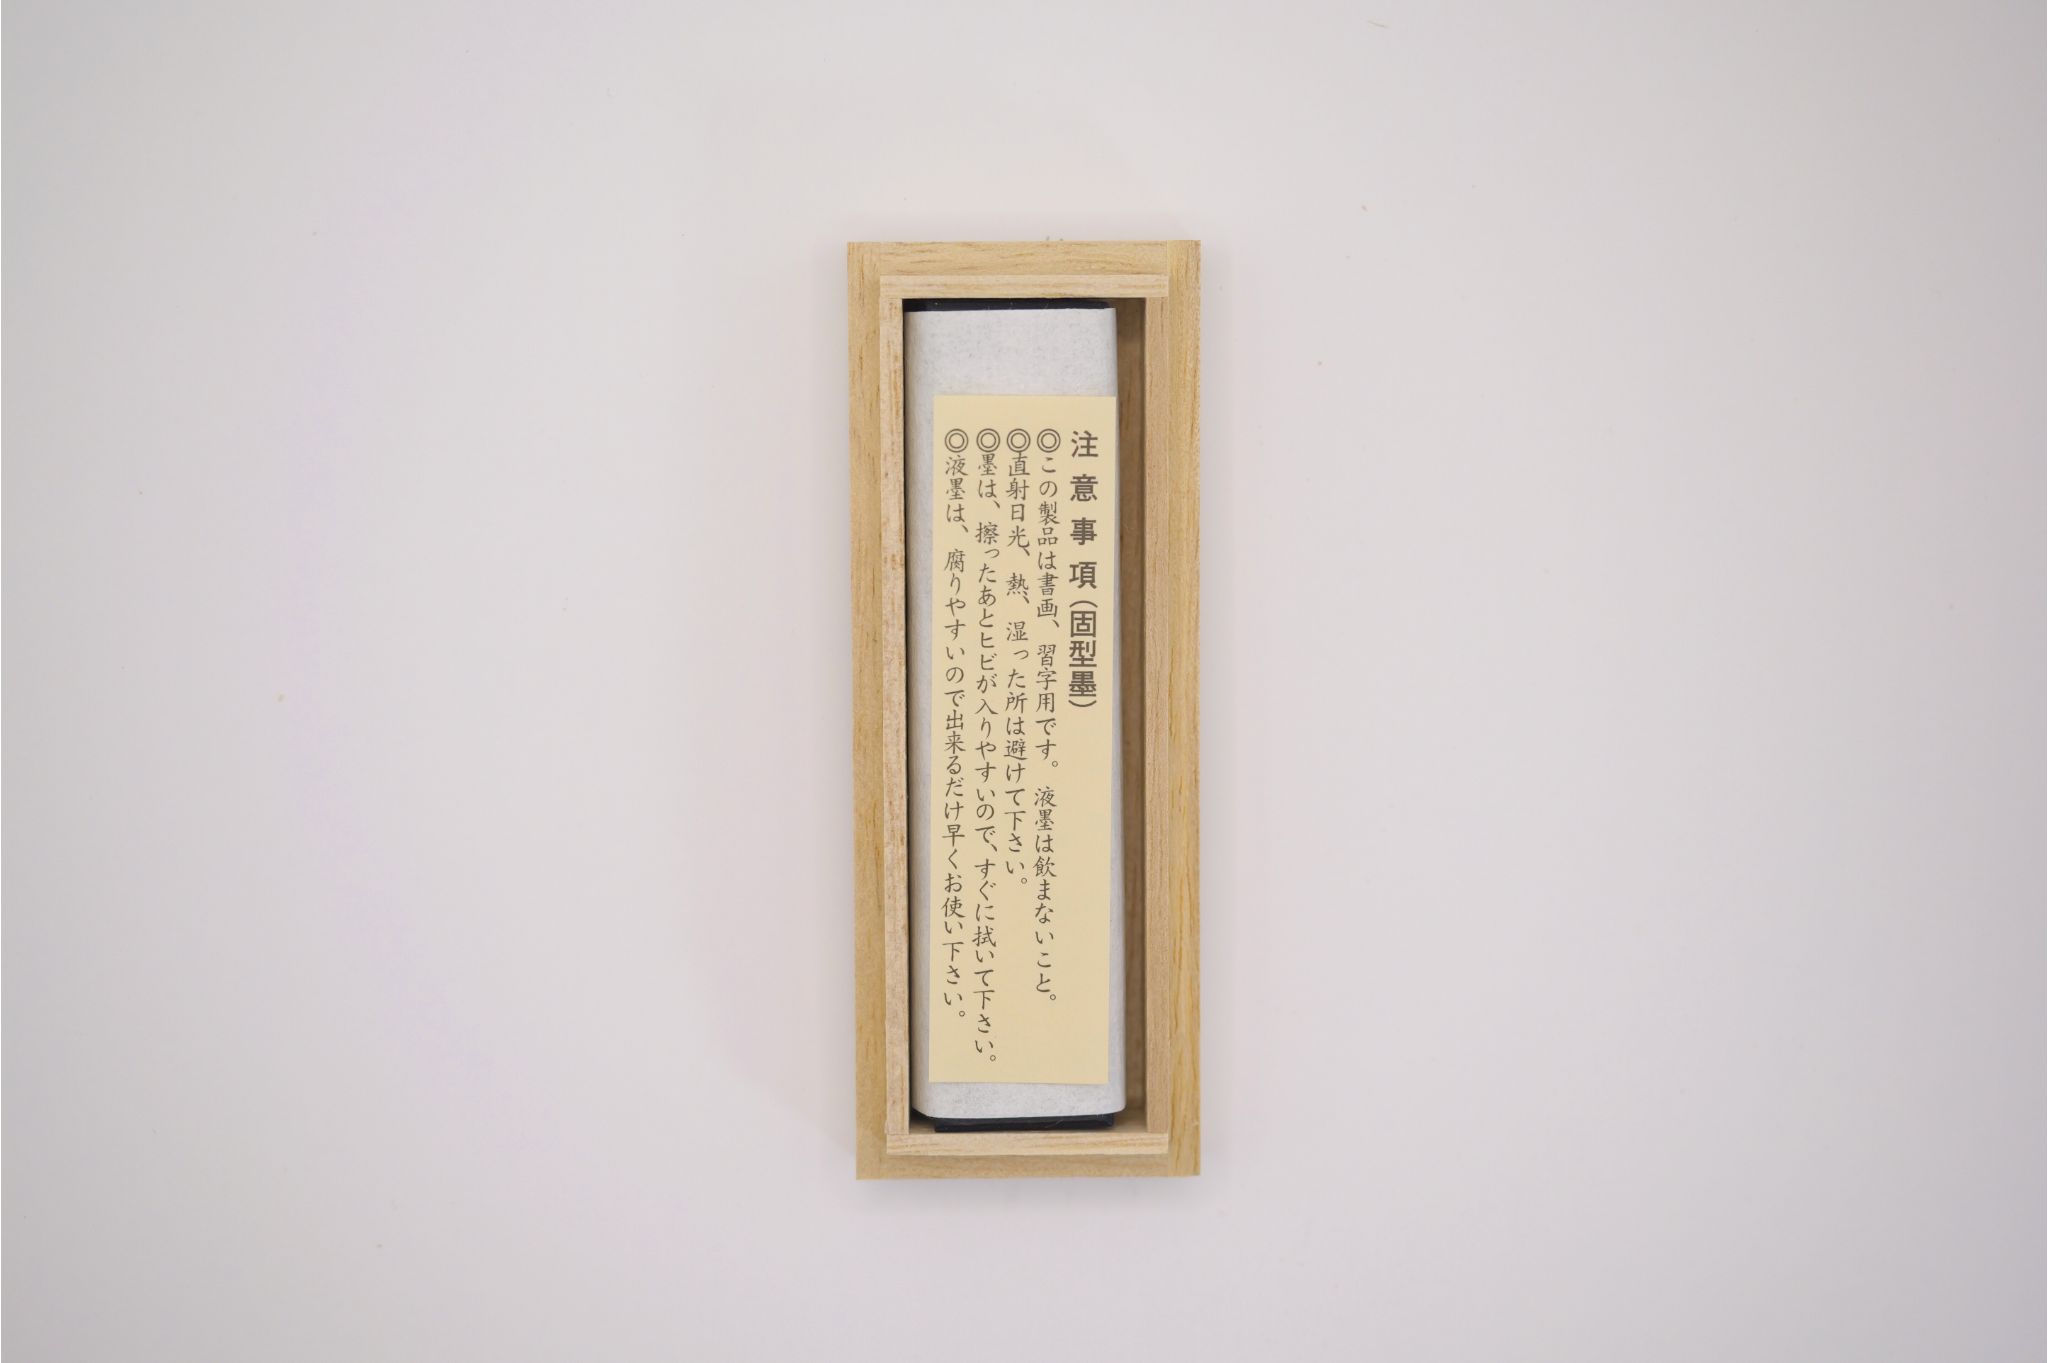 注意事項(固型墨)
◎この製品は書画、習字用です。液墨は飲まないこと。
◎直射日光、熱、湿った所は避けて下さい。
◎墨は、擦ったあとヒビが入りやすいので、すぐに拭いて下さい。
◎液墨は、腐りやすいので出来るだけ早くお使い下さい。